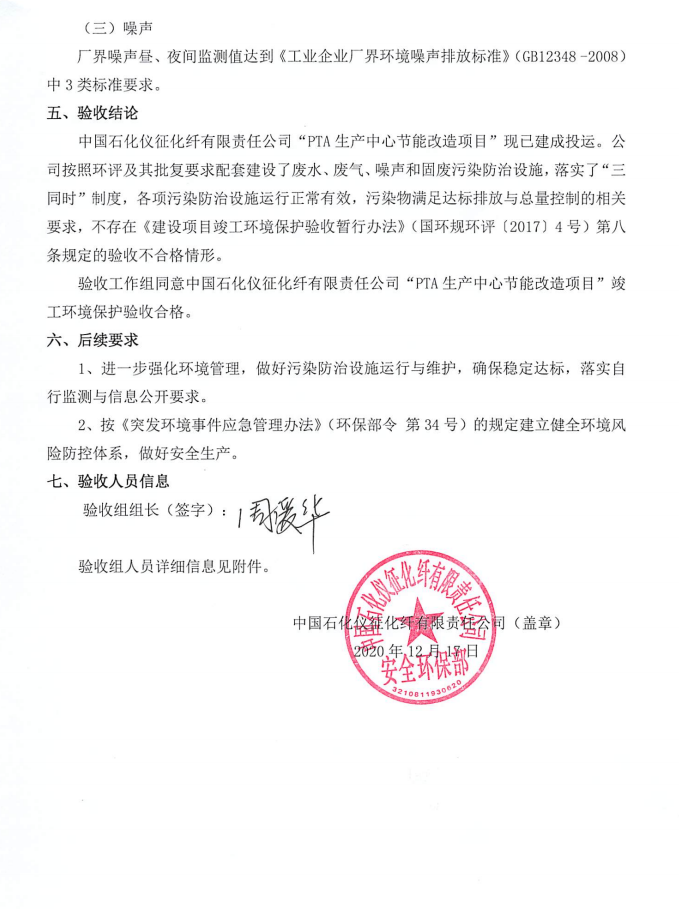 （三）噪声
厂界噪声昼、夜间监测值达到《工业企业厂界环境噪声排放标准》（GB12348-2008）
中 3 类标准要求。
五、验收结论
中国石化仪征化纤有限责任公司“PTA 生产中心节能改造项目”现已建成投运。公
司按照环评及其批复要求配套建设了废水、废气、噪声和固废污染防治设施，落实了“三
同时”制度，各项污染防治设施运行正常有效，污染物满足达标排放与总量控制的相关
要求，不存在《建设项目竣工环境保护验收暂行办法》（国环规环评〔2017〕4 号）第八
条规定的验收不合格情形。
验收工作组同意中国石化仪征化纤有限责任公司“PTA 生产中心节能改造项目”竣
工环境保护验收合格。
六、后续要求
1、进一步强化环境管理，做好污染防治设施运行与维护，确保稳定达标，落实自
行监测与信息公开要求。
2、按《突发环境事件应急管理办法》（环保部令 第 34 号）的规定建立健全环境风
险防控体系，做好安全生产。
七、验收人员信息
验收组组长（签字）：周爱华
验收组人员详细信息见附件。
中国石化仪征化纤有限责任公司
中国石化仪征化纤有限责任公司（盖章）
2020 年 12 月 17 日
安全环保部
3210811930620